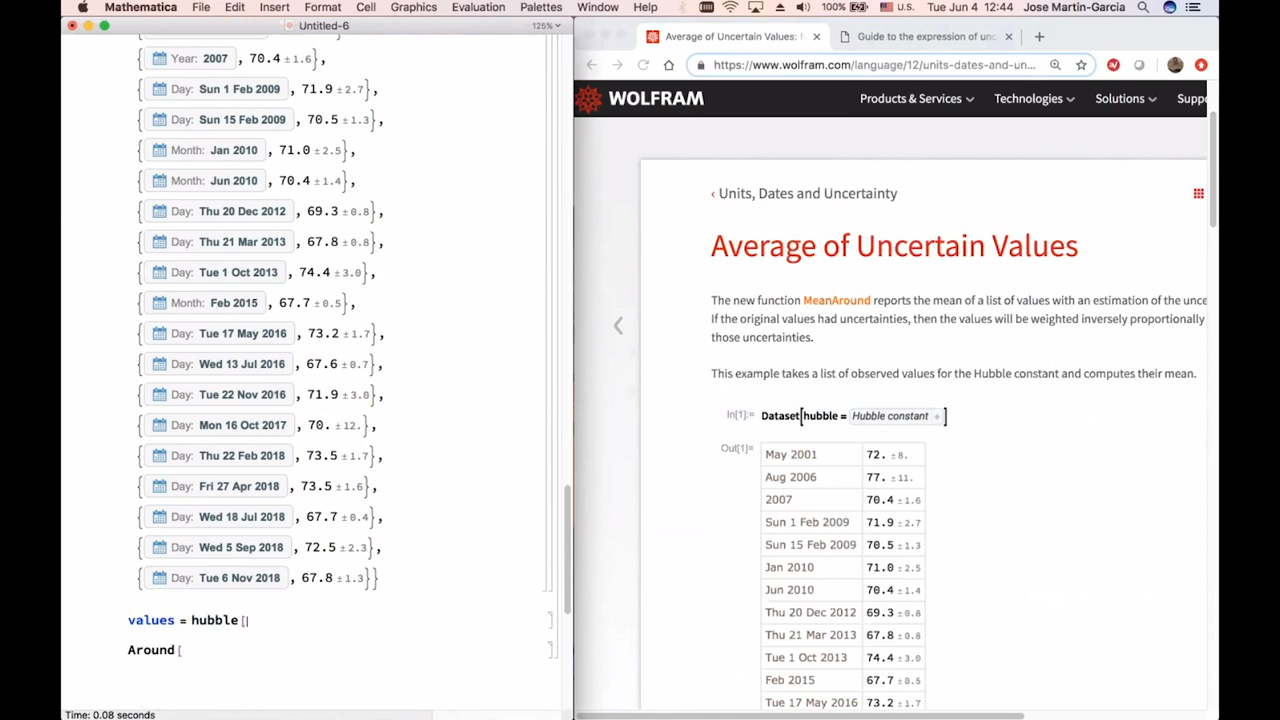 Mathematica File Edit Insert Format Cell Graphics Evaluation Palettes Window Help 100% U.S. Tue Jun 4 12:44 Jose Martin-Garcia
Untitled-6
125%
{Year: 2007, 70.4 ± 1.6},
{Day: Sun 1 Feb 2009, 71.9 ± 2.7},
{Day: Sun 15 Feb 2009, 70.5 ± 1.3},
{Month: Jan 2010, 71.0 ± 2.5},
{Month: Jun 2010, 70.4 ± 1.4},
{Day: Thu 20 Dec 2012, 69.3 ± 0.8},
{Day: Thu 21 Mar 2013, 67.8 ± 0.8},
{Day: Tue 1 Oct 2013, 74.4 ± 3.0},
{Month: Feb 2015, 67.7 ± 0.5},
{Day: Tue 17 May 2016, 73.2 ± 1.7},
{Day: Wed 13 Jul 2016, 67.6 ± 0.7},
{Day: Tue 22 Nov 2016, 71.9 ± 3.0},
{Day: Mon 16 Oct 2017, 70. ± 12.},
{Day: Thu 22 Feb 2018, 73.5 ± 1.7},
{Day: Fri 27 Apr 2018, 73.5 ± 1.6},
{Day: Wed 18 Jul 2018, 67.7 ± 0.4},
{Day: Wed 5 Sep 2018, 72.5 ± 2.3},
{Day: Tue 6 Nov 2018, 67.8 ± 1.3}}
values = hubble[
Around[
Time: 0.08 seconds
Average of Uncertain Values: Guide to the expression of unc
https://www.wolfram.com/language/12/units-dates-and-un...
WOLFRAM Products & Services Technologies Solutions Suppo
‹ Units, Dates and Uncertainty
Average of Uncertain Values
The new function MeanAround reports the mean of a list of values with an estimation of the unce
If the original values had uncertainties, then the values will be weighted inversely proportionally
those uncertainties.
This example takes a list of observed values for the Hubble constant and computes their mean.
In[1]:= Dataset[hubble = Hubble constant]
Out[1]=
May 2001 72. ± 8.
Aug 2006 77. ± 11.
2007 70.4 ± 1.6
Sun 1 Feb 2009 71.9 ± 2.7
Sun 15 Feb 2009 70.5 ± 1.3
Jan 2010 71.0 ± 2.5
Jun 2010 70.4 ± 1.4
Thu 20 Dec 2012 69.3 ± 0.8
Thu 21 Mar 2013 67.8 ± 0.8
Tue 1 Oct 2013 74.4 ± 3.0
Feb 2015 67.7 ± 0.5
Tue 17 May 2016 73.2 ± 1.7